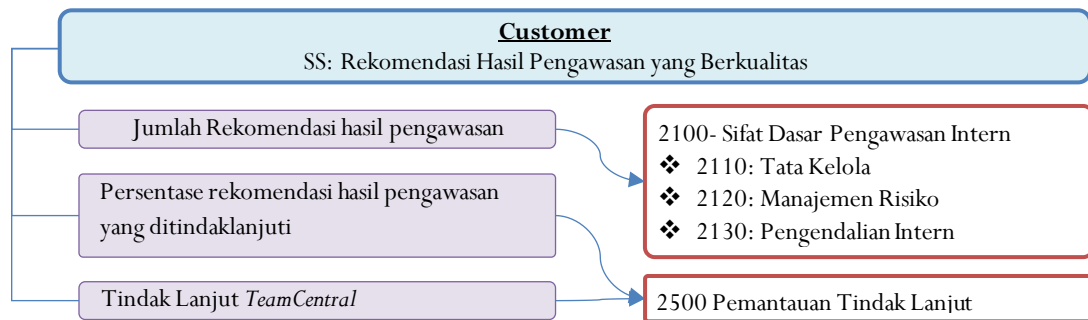 Customer
SS: Rekomendasi Hasil Pengawasan yang Berkualitas
Jumlah Rekomendasi hasil pengawasan
Persentase rekomendasi hasil pengawasan
yang ditindaklanjuti
Tindak Lanjut TeamCentral
2100- Sifat Dasar Pengawasan Intern
❖ 2110: Tata Kelola
❖ 2120: Manajemen Risiko
❖ 2130: Pengendalian Intern
2500 Pemantauan Tindak Lanjut